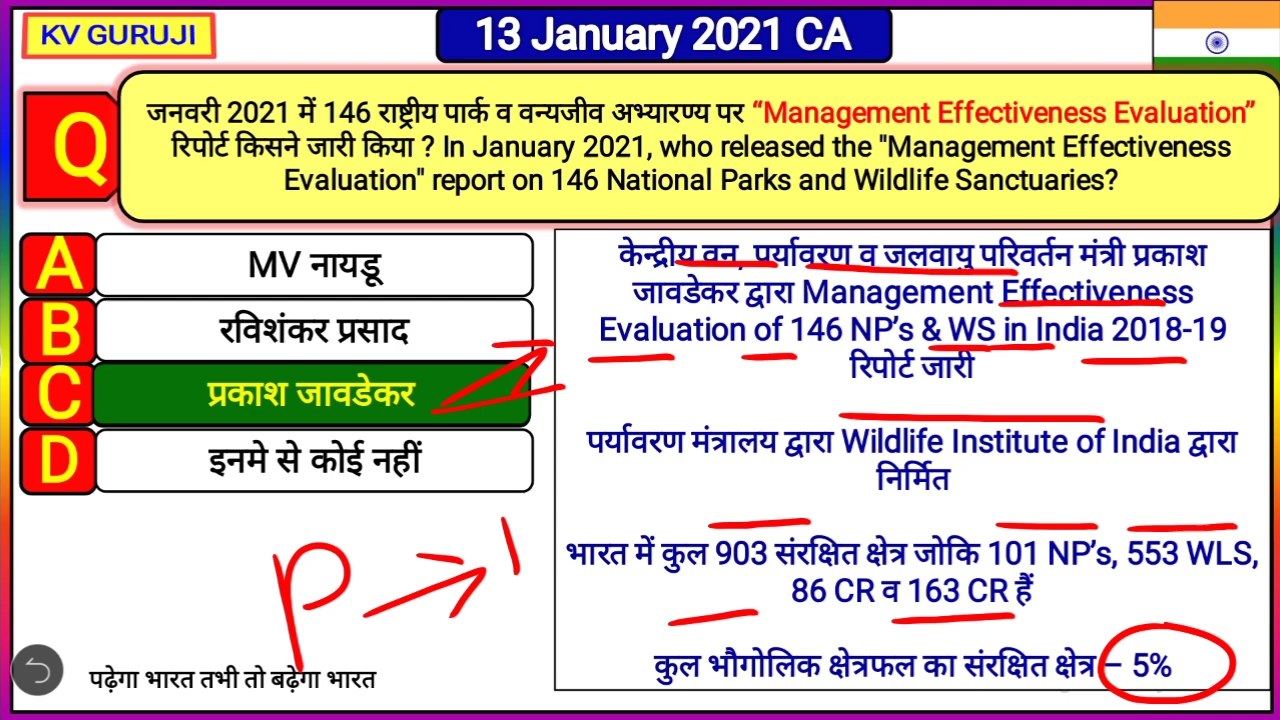 KV GURUJI
13 January 2021 CA
Q
जनवरी 2021 में 146 राष्ट्रीय पार्क व वन्यजीव अभ्यारण्य पर “Management Effectiveness Evaluation”
रिपोर्ट किसने जारी किया ? In January 2021, who released the "Management Effectiveness
Evaluation" report on 146 National Parks and Wildlife Sanctuaries?
A
MV नायडू
B
रविशंकर प्रसाद
C
प्रकाश जावडेकर
D
इनमे से कोई नहीं
केन्द्रीय वन, पर्यावरण व जलवायु परिवर्तन मंत्री प्रकाश
जावडेकर द्वारा Management Effectiveness
Evaluation of 146 NP’s & WS in India 2018-19
रिपोर्ट जारी
पर्यावरण मंत्रालय द्वारा Wildlife Institute of India द्वारा
निर्मित
भारत में कुल 903 संरक्षित क्षेत्र जोकि 101 NP’s, 553 WLS,
86 CR व 163 CR हैं
कुल भौगोलिक क्षेत्रफल का संरक्षित क्षेत्र – 5%
P
पढ़ेगा भारत तभी तो बढ़ेगा भारत